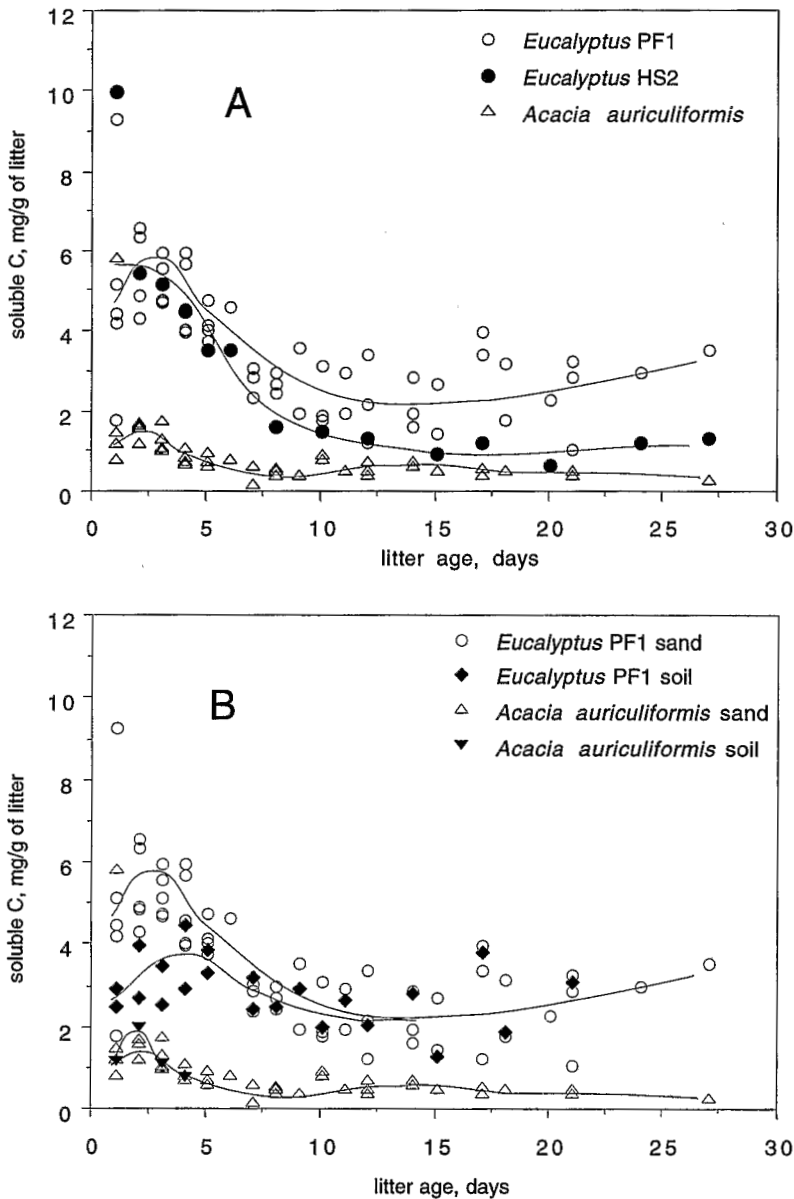 12
10
8
6
4
2
0
soluble C, mg/g of litter
A
Eucalyptus PF1
Eucalyptus HS2
Acacia auriculiformis
0 5 10 15 20 25 30
litter age, days
12
10
8
6
4
2
0
soluble C, mg/g of litter
B
Eucalyptus PF1 sand
Eucalyptus PF1 soil
Acacia auriculiformis sand
Acacia auriculiformis soil
0 5 10 15 20 25 30
litter age, days